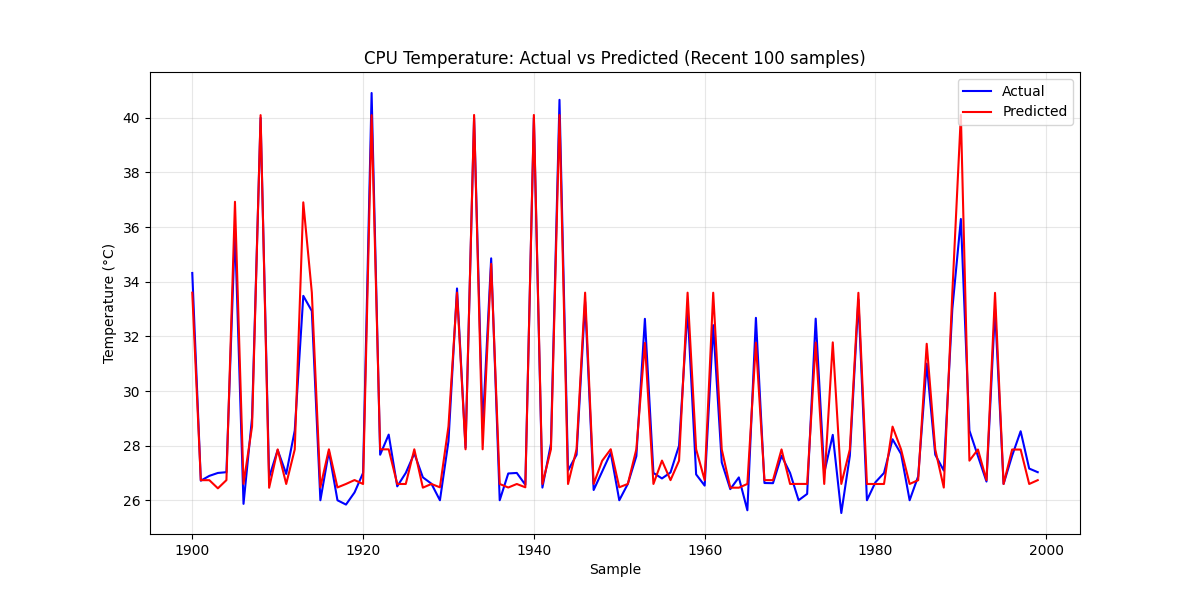 CPU Temperature: Actual vs Predicted (Recent 100 samples)
Actual
Predicted
Temperature (°C)
40
38
36
34
32
30
28
26
1900
1920
1940
1960
1980
2000
Sample